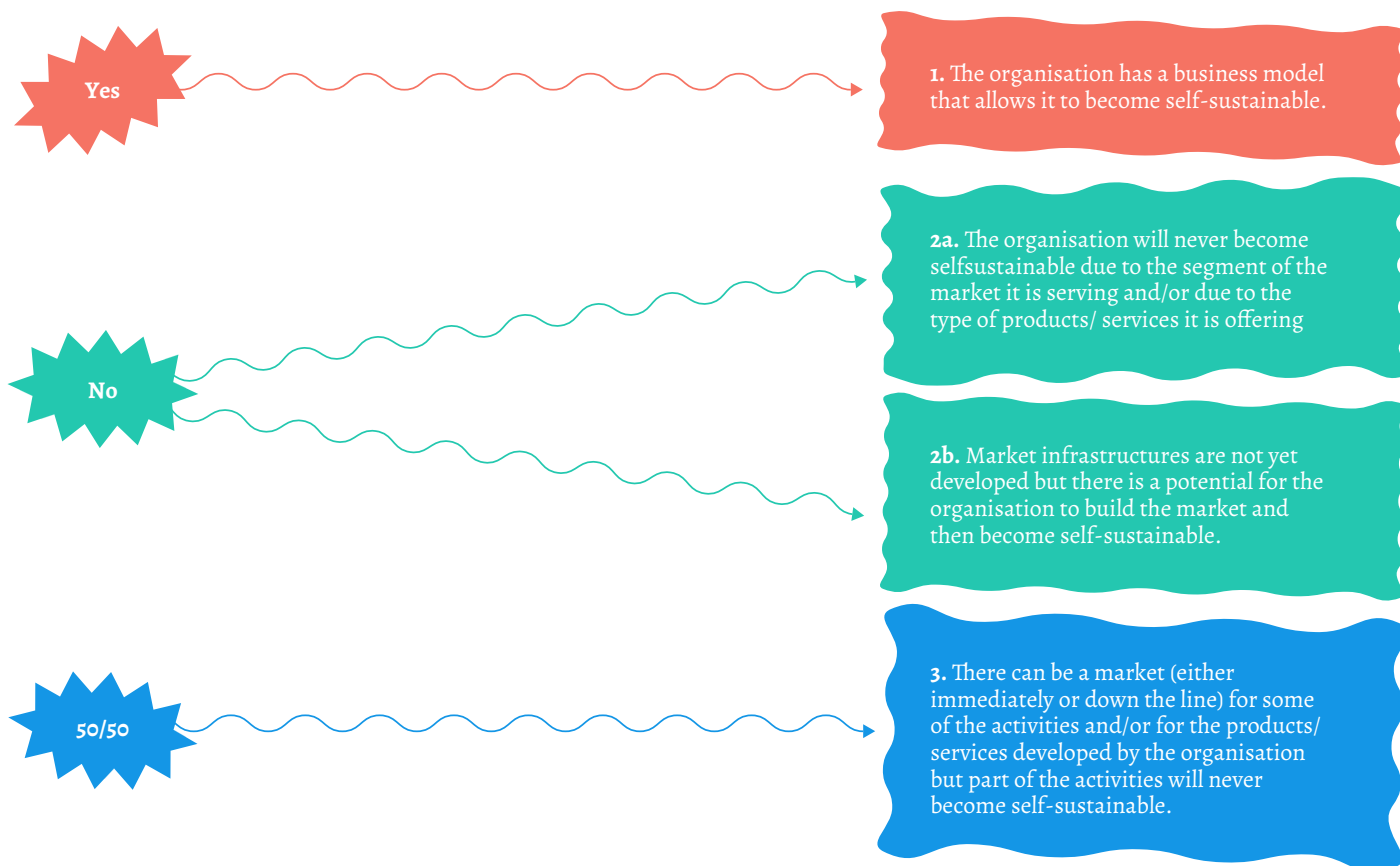 Yes
1. The organisation has a business model
that allows it to become self-sustainable.
2a. The organisation will never become
selfsustainable due to the segment of the
market it is serving and/or due to the
type of products/ services it is offering
No
2b. Market infrastructures are not yet
developed but there is a potential for the
organisation to build the market and
then become self-sustainable.
50/50
3. There can be a market (either
immediately or down the line) for some
of the activities and/or for the products/
services developed by the organisation
but part of the activities will never
become self-sustainable.